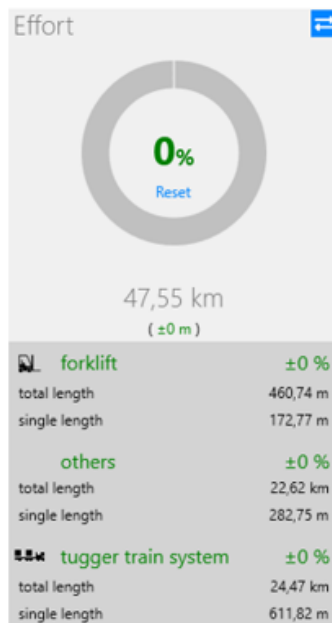 Effort
0%
Reset
47,55 km
( ±0 m )
forklift ±0 %
total length 460,74 m
single length 172,77 m
others ±0 %
total length 22,62 km
single length 282,75 m
tugger train system ±0 %
total length 24,47 km
single length 611,82 m